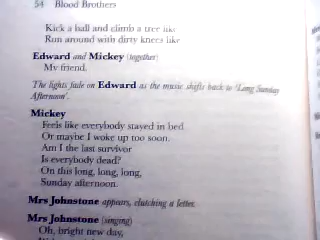 54 Blood Brothers
Kick a ball and climb a tree like
Run around with dirty knees like
Edward and Mickey (together)
My friend.
The lights fade on Edward as the music shifts back to 'Long Sunday
Afternoon'.
Mickey
Feels like everybody stayed in bed
Or maybe I woke up too soon.
Am I the last survivor
Is everybody dead?
On this long, long, long,
Sunday afternoon.
Mrs Johnstone appears, clutching a letter.
Mrs Johnstone (singing)
Oh, bright new day,